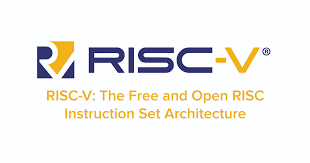 RISC-V®
RISC-V: The Free and Open RISC
Instruction Set Architecture